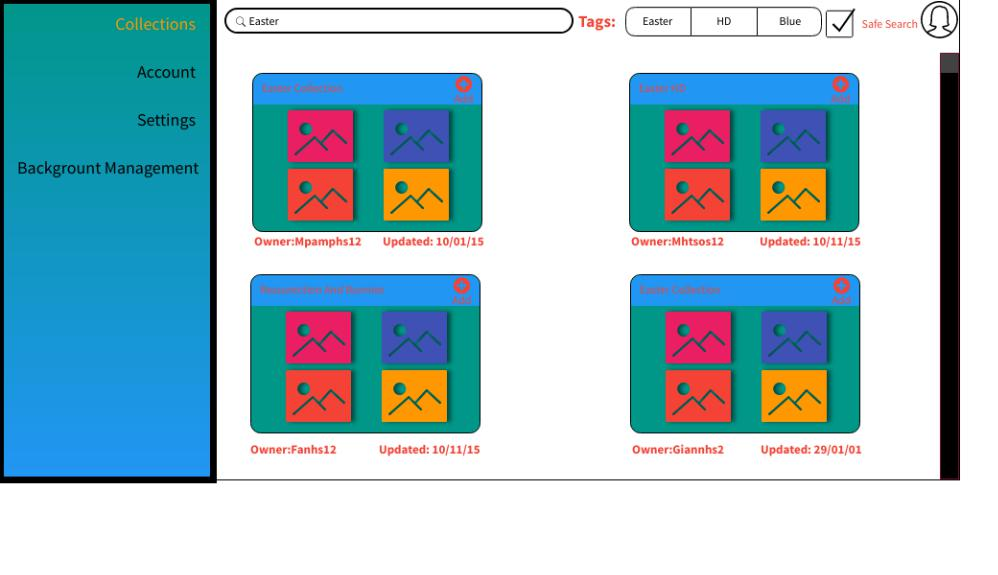 Collections
Account
Settings
Backgrount Management
Easter
Tags:
Easter
HD
Blue
Safe Search
Easter Collection
Add
Owner:Mpamphs12
Updated: 10/01/15
Easter HD
Add
Owner:Mhtsos12
Updated: 10/11/15
Ressurection And Bunnies
Add
Owner:Fanhs12
Updated: 10/11/15
Easter Collection
Add
Owner:Giannhs2
Updated: 29/01/01